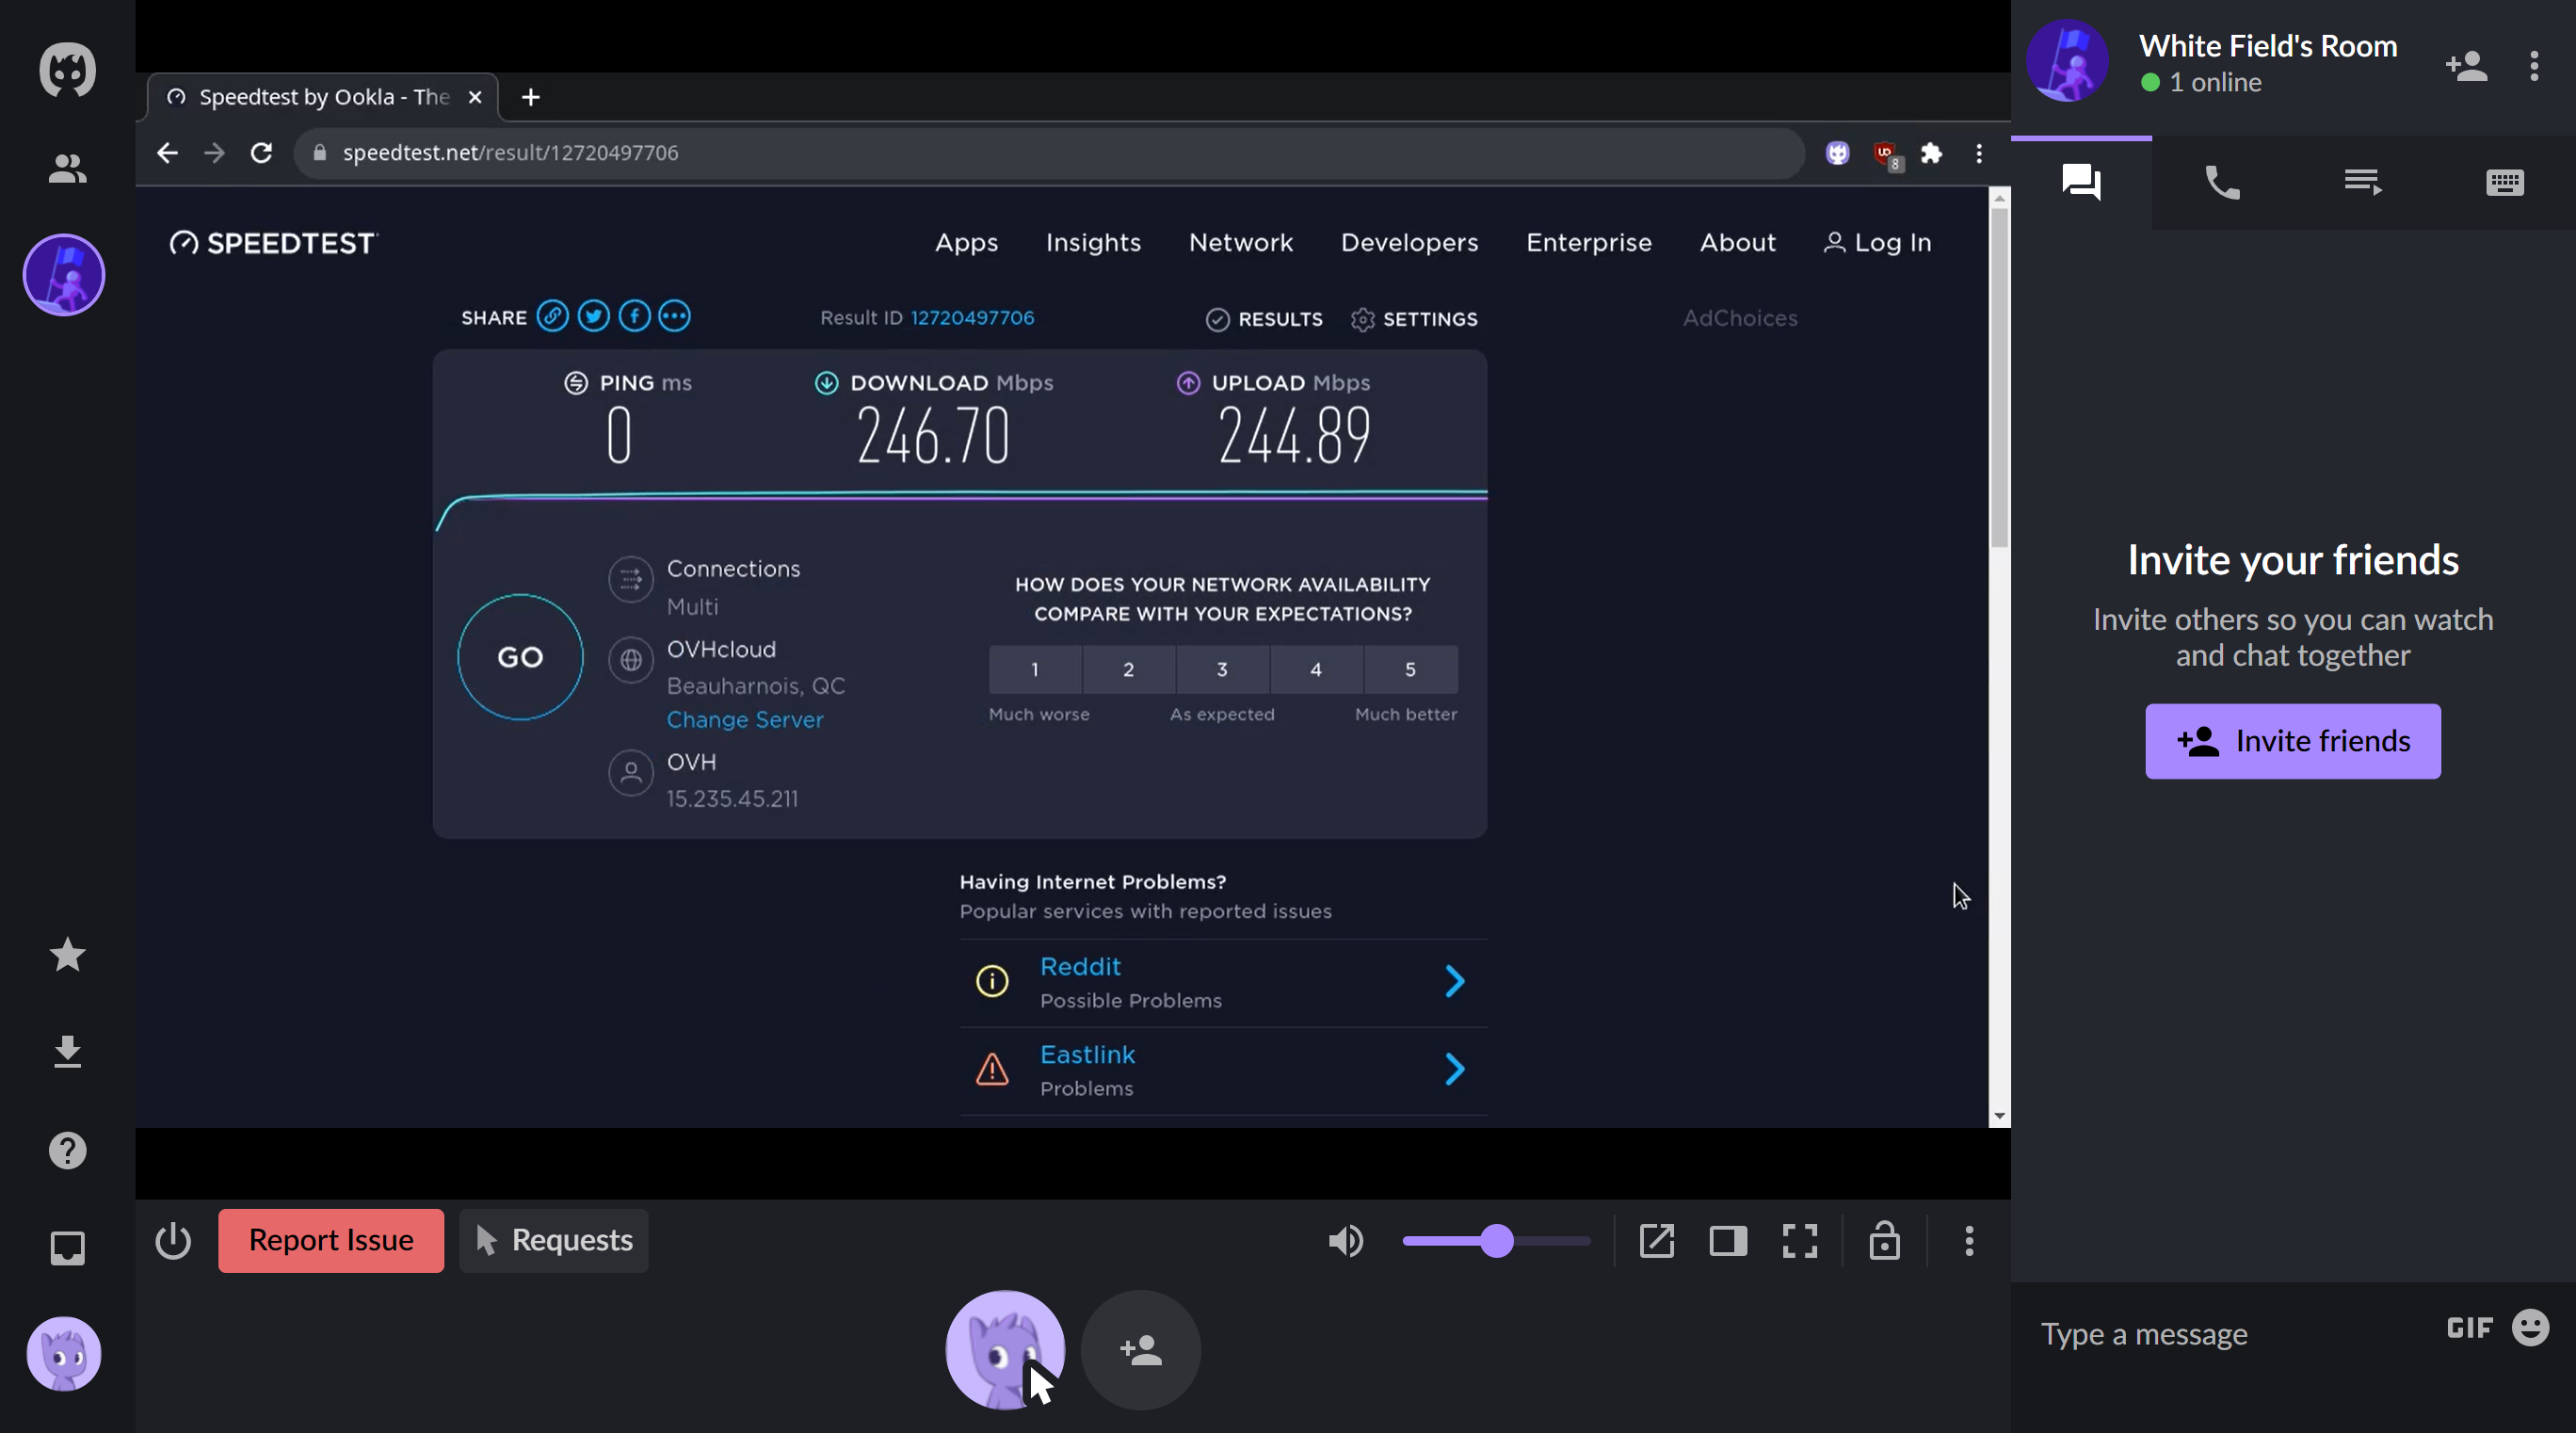 Speedtest by Ookla - The
speedtest.net/result/12720497706
8
SPEEDTEST
Apps Insights Network Developers Enterprise About Log In
SHARE Result ID 12720497706 RESULTS SETTINGS AdChoices
PING ms DOWNLOAD Mbps UPLOAD Mbps
0 246.70 244.89
GO
Connections
Multi
OVHcloud
Beauharnois, QC
Change Server
OVH
15.235.45.211
HOW DOES YOUR NETWORK AVAILABILITY
COMPARE WITH YOUR EXPECTATIONS?
1 2 3 4 5
Much worse As expected Much better
Having Internet Problems?
Popular services with reported issues
Reddit
Possible Problems
Eastlink
Problems
Report Issue Requests
White Field's Room
1 online
Invite your friends
Invite others so you can watch
and chat together
Invite friends
Type a message GIF